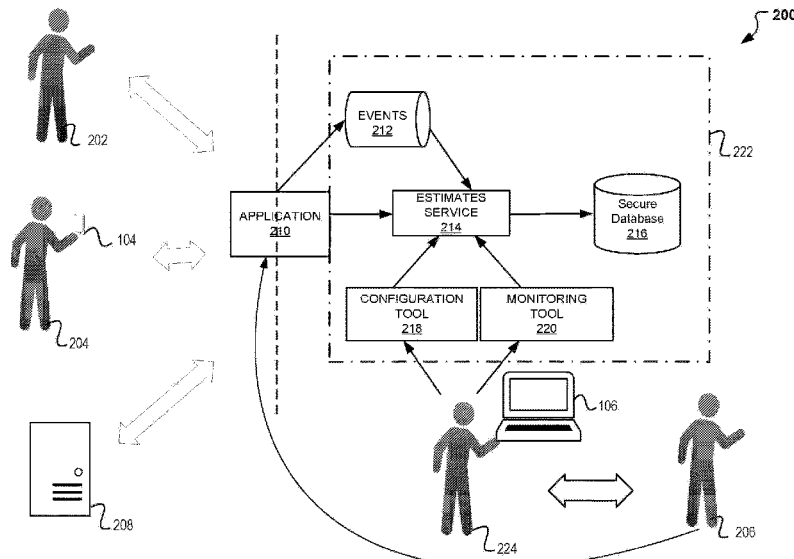 200
EVENTS
212
202
222
ESTIMATES
SERVICE
214
Secure
Database
216
APPLICATION
210
104
204
CONFIGURATION
TOOL
218
MONITORING
TOOL
220
106
208
224
206